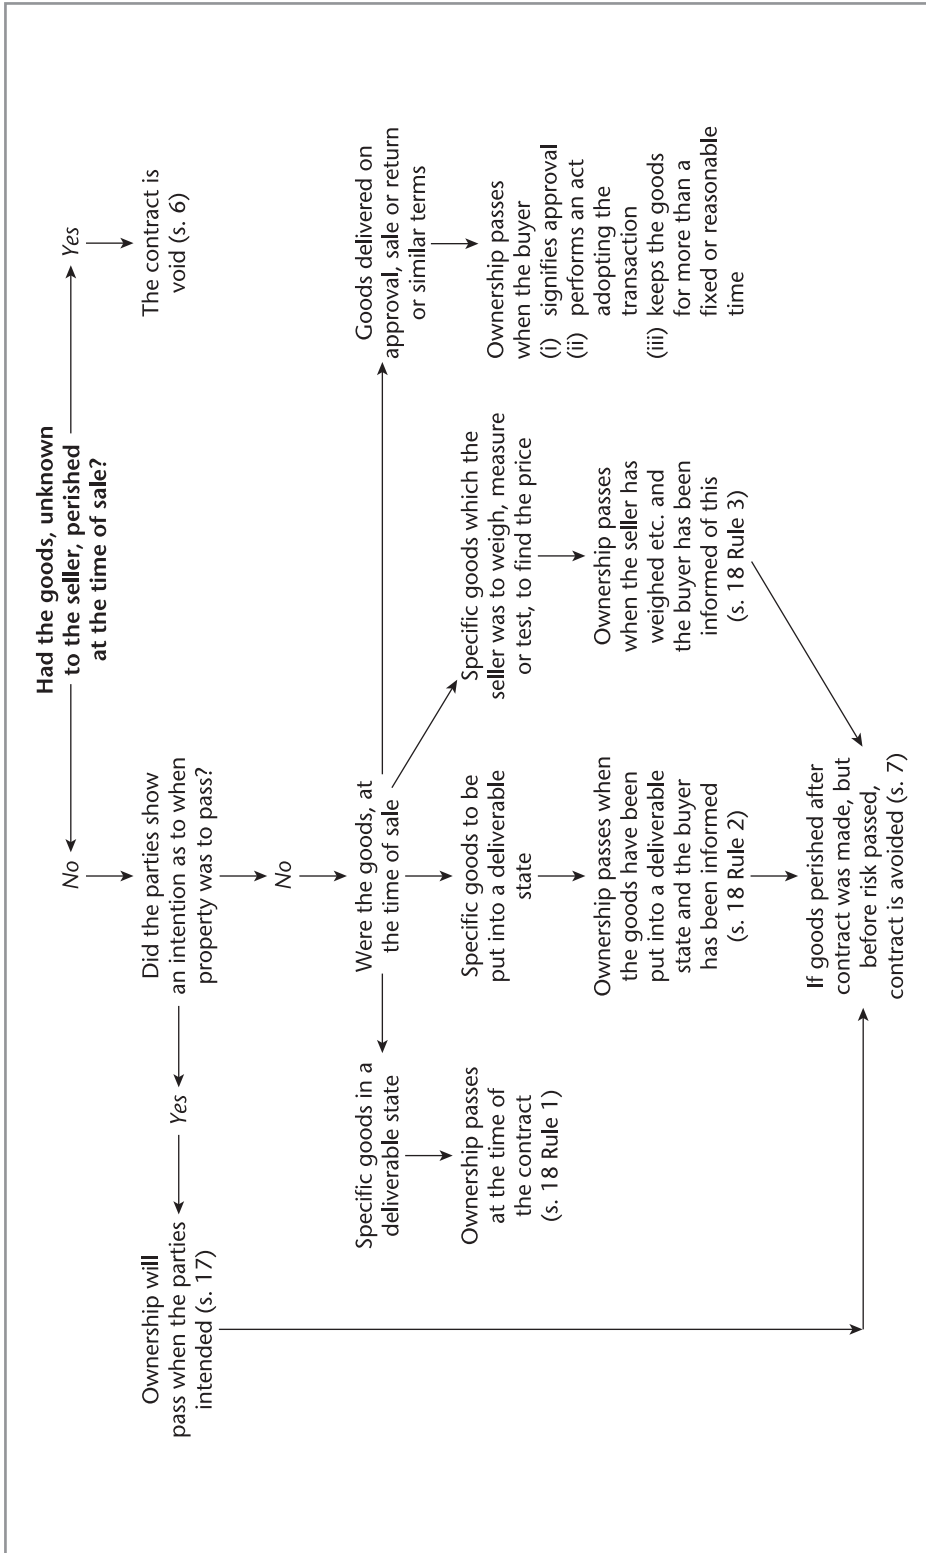 Had the goods, unknown
to the seller, perished
at the time of sale?
No
Yes
The contract is
void (s. 6)
Did the parties show
an intention as to when
property was to pass?
Yes
Ownership will
pass when the parties
intended (s. 17)
No
Were the goods, at
the time of sale
Specific goods in a
deliverable state
Ownership passes
at the time of
the contract
(s. 18 Rule 1)
Specific goods to be
put into a deliverable
state
Ownership passes when
the goods have been
put into a deliverable
state and the buyer
has been informed
(s. 18 Rule 2)
Specific goods which the
seller was to weigh, measure
or test, to find the price
Ownership passes
when the seller has
weighed etc. and
the buyer has been
informed of this
(s. 18 Rule 3)
Goods delivered on
approval, sale or return
or similar terms
Ownership passes
when the buyer
(i) signifies approval
(ii) performs an act
adopting the
transaction
(iii) keeps the goods
for more than a
fixed or reasonable
time
If goods perished after
contract was made, but
before risk passed,
contract is avoided (s. 7)